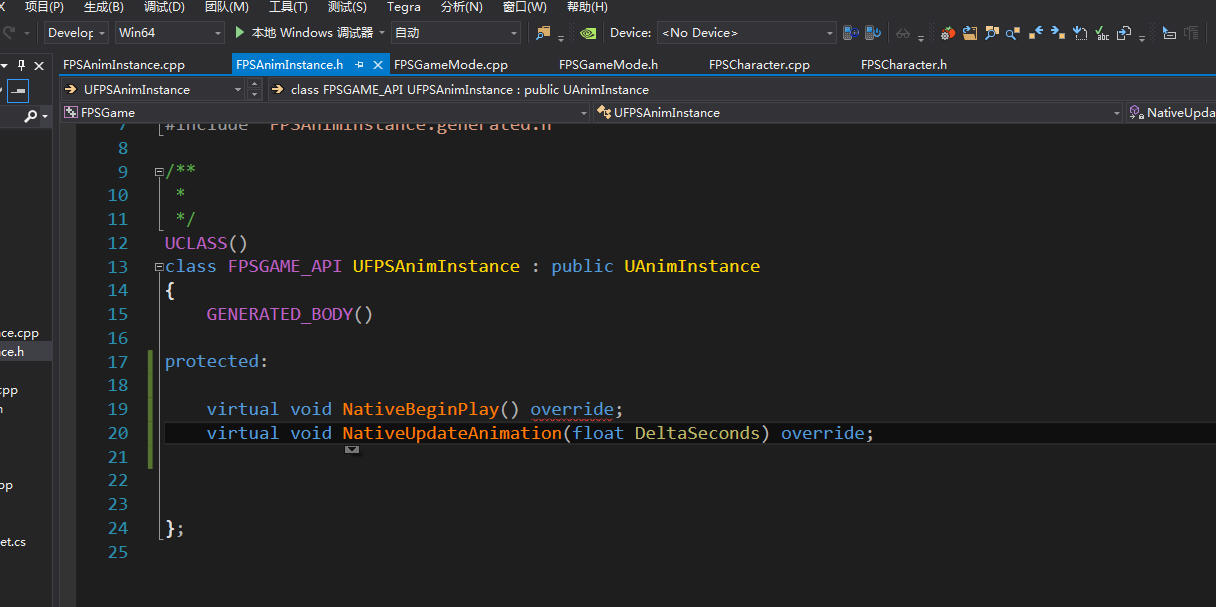 项目(P) 生成(B) 调试(D) 团队(M) 工具(T) 测试(S) Tegra 分析(N) 窗口(W) 帮助(H)
Develop Win64 本地 Windows 调试器 自动 Device: <No Device>
FPSAnimInstance.cpp FPSAnimInstance.h FPSGameMode.cpp FPSGameMode.h FPSCharacter.cpp FPSCharacter.h
UFPSAnimInstance class FPSGAME_API UFPSAnimInstance : public UAnimInstance
FPSGame UFPSAnimInstance NativeUpda
7 #include "FPSAnimInstance.generated.h"
8
9 /**
10 *
11 */
12 UCLASS()
13 class FPSGAME_API UFPSAnimInstance : public UAnimInstance
14 {
15 GENERATED_BODY()
16
17 protected:
18
19 virtual void NativeBeginPlay() override;
20 virtual void NativeUpdateAnimation(float DeltaSeconds) override;
21
22
23
24 };
25
ce.cpp
ce.h
cpp
pp
et.cs